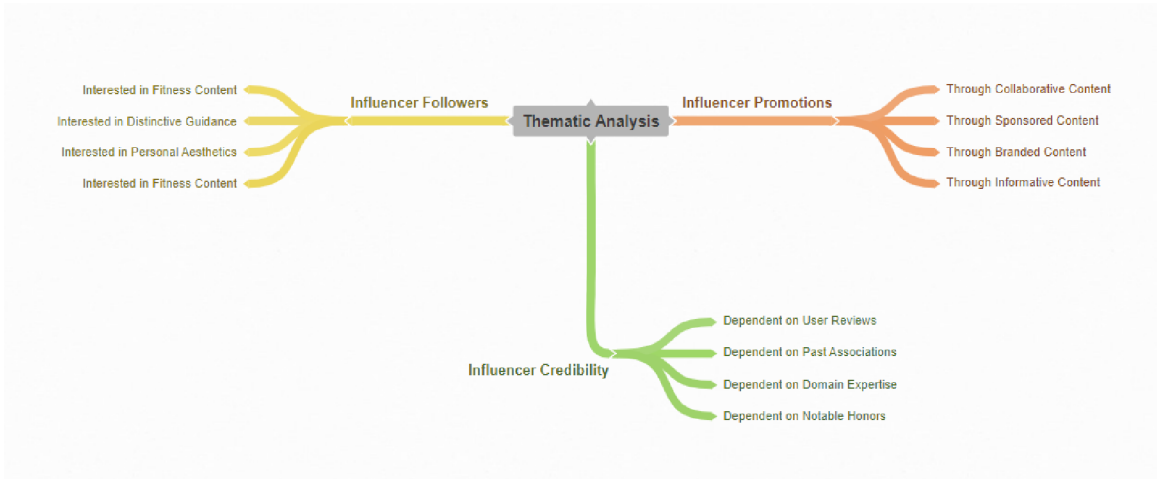 Thematic Analysis
Influencer Followers
Interested in Fitness Content
Interested in Distinctive Guidance
Interested in Personal Aesthetics
Interested in Fitness Content
Influencer Promotions
Through Collaborative Content
Through Sponsored Content
Through Branded Content
Through Informative Content
Influencer Credibility
Dependent on User Reviews
Dependent on Past Associations
Dependent on Domain Expertise
Dependent on Notable Honors